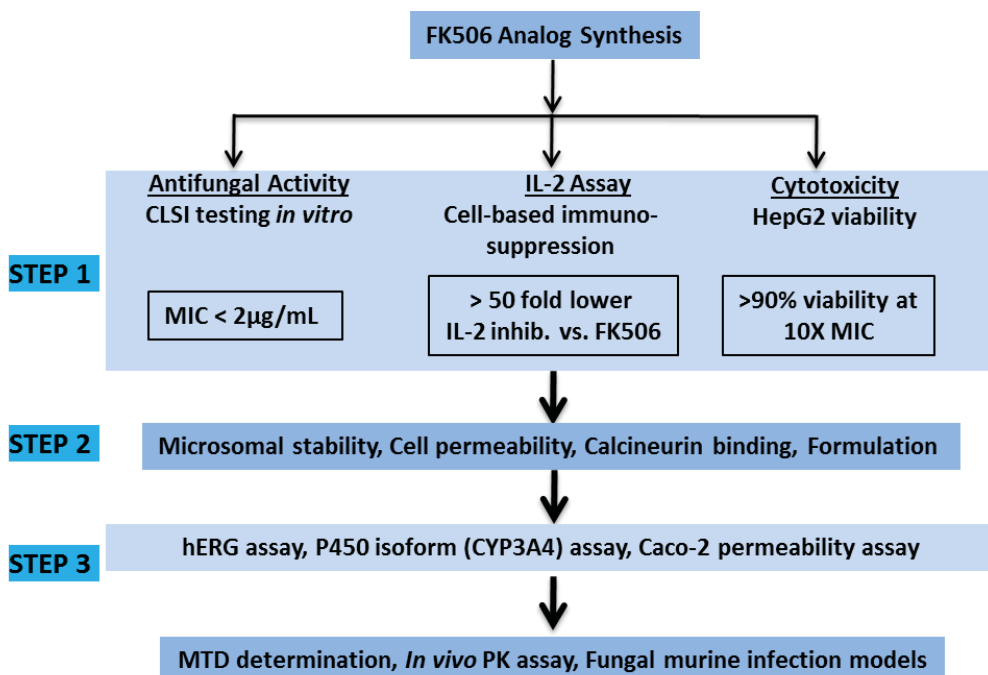 FK506 Analog Synthesis
STEP 1
Antifungal Activity
CLSI testing in vitro
MIC < 2µg/mL
IL-2 Assay
Cell-based immuno-
suppression
> 50 fold lower
IL-2 inhib. vs. FK506
Cytotoxicity
HepG2 viability
>90% viability at
10X MIC
STEP 2
Microsomal stability, Cell permeability, Calcineurin binding, Formulation
STEP 3
hERG assay, P450 isoform (CYP3A4) assay, Caco-2 permeability assay
MTD determination, In vivo PK assay, Fungal murine infection models